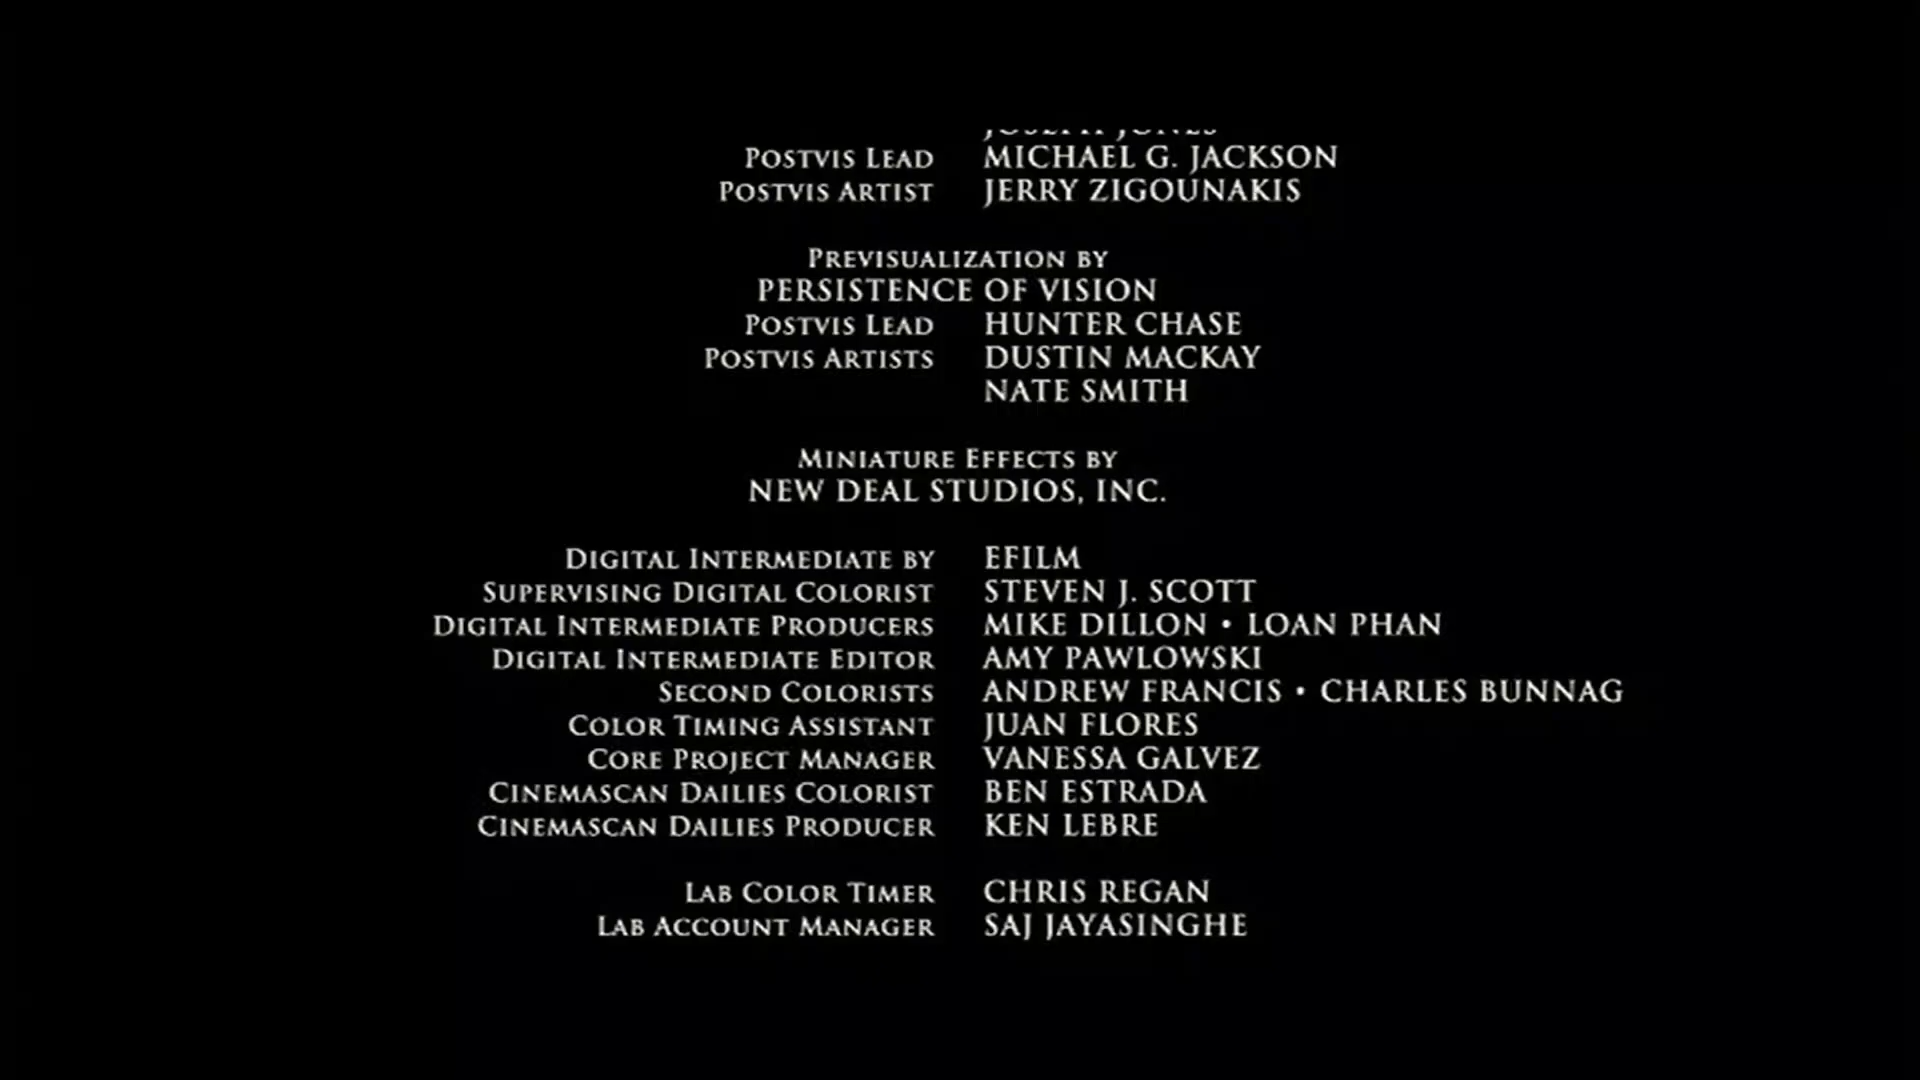 JOSEPH JONES
Postvis Lead MICHAEL G. JACKSON
Postvis Artist JERRY ZIGOUNAKIS
Previsualization by
PERSISTENCE OF VISION
Postvis Lead HUNTER CHASE
Postvis Artists DUSTIN MACKAY
NATE SMITH
Miniature Effects by
NEW DEAL STUDIOS, INC.
Digital Intermediate by EFILM
Supervising Digital Colorist STEVEN J. SCOTT
Digital Intermediate Producers MIKE DILLON • LOAN PHAN
Digital Intermediate Editor AMY PAWLOWSKI
Second Colorists ANDREW FRANCIS • CHARLES BUNNAG
Color Timing Assistant JUAN FLORES
Core Project Manager VANESSA GALVEZ
Cinemascan Dailies Colorist BEN ESTRADA
Cinemascan Dailies Producer KEN LEBRE
Lab Color Timer CHRIS REGAN
Lab Account Manager SAJ JAYASINGHE